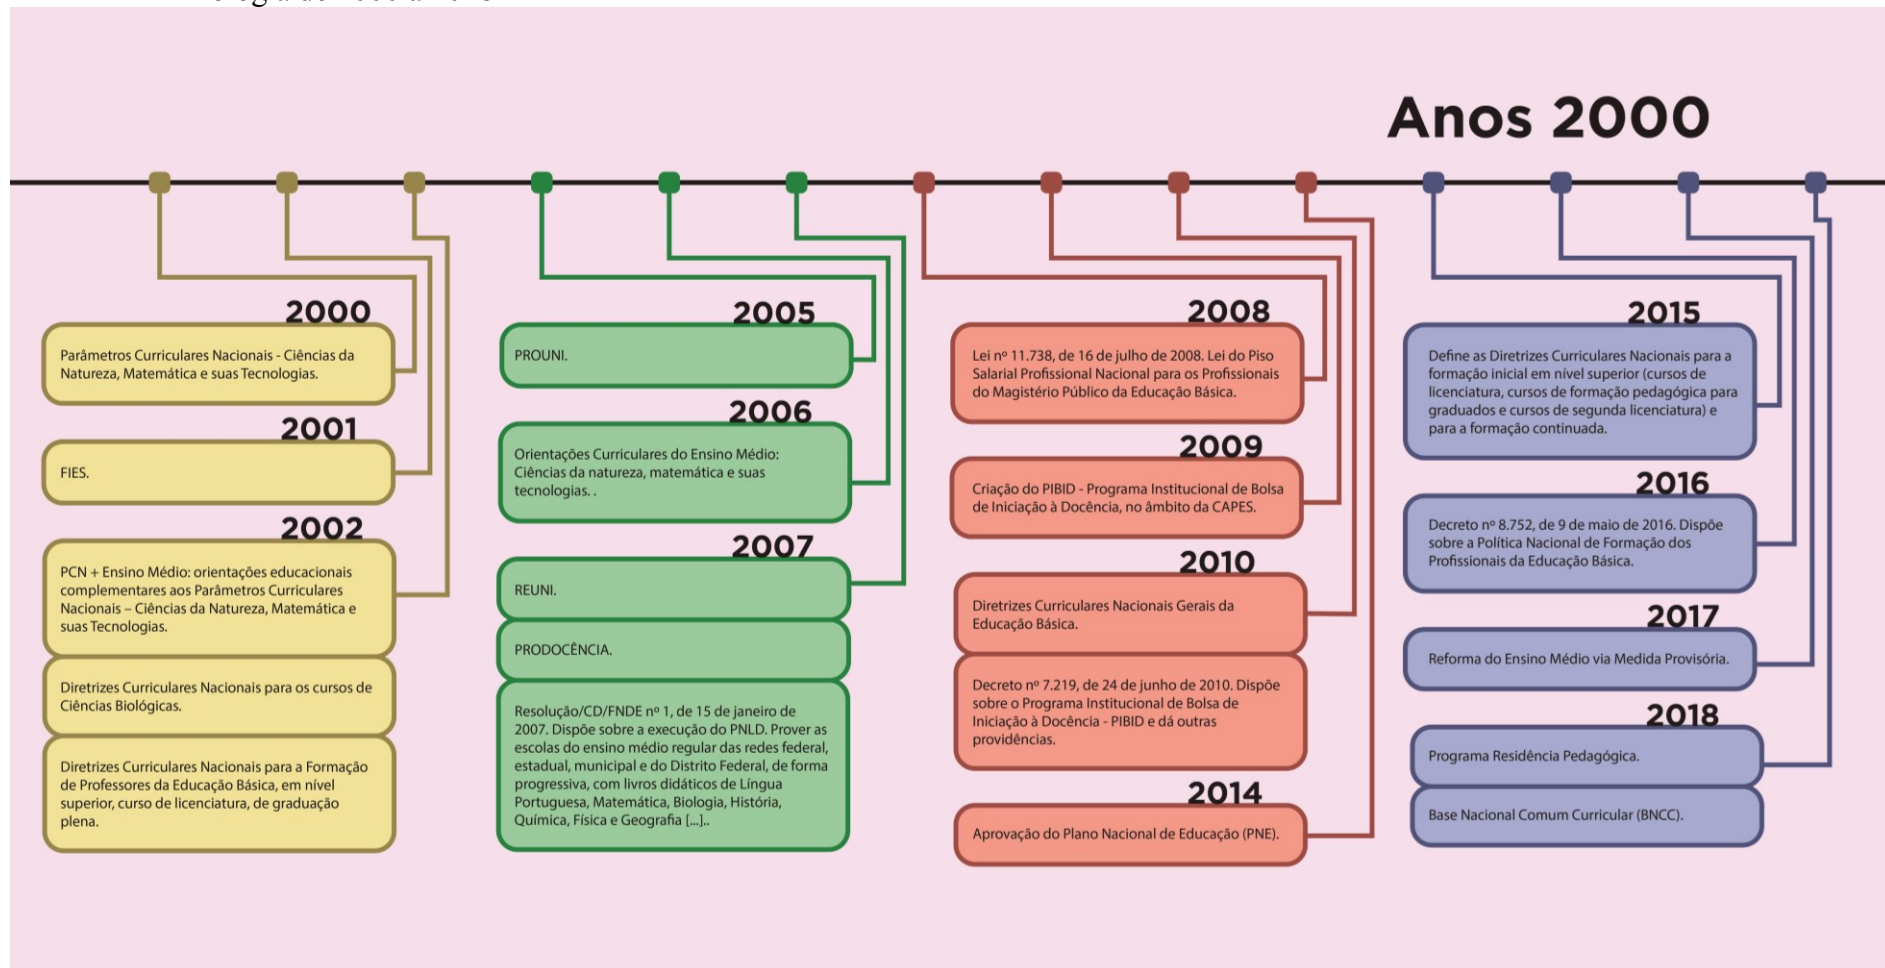 Anos 2000
2000
Parâmetros Curriculares Nacionais - Ciências da
Natureza, Matemática e suas Tecnologias.
2001
FIES.
2002
PCN + Ensino Médio: orientações educacionais
complementares aos Parâmetros Curriculares
Nacionais – Ciências da Natureza, Matemática e
suas Tecnologias.
Diretrizes Curriculares Nacionais para os cursos de
Ciências Biológicas.
Diretrizes Curriculares Nacionais para a Formação
de Professores da Educação Básica, em nível
superior, curso de licenciatura, de graduação
plena.
2005
PROUNI.
2006
Orientações Curriculares do Ensino Médio:
Ciências da natureza, matemática e suas
tecnologias. .
2007
REUNI.
PRODOCÊNCIA.
Resolução/CD/FNDE nº 1, de 15 de janeiro de
2007. Dispõe sobre a execução do PNLD. Prover as
escolas do ensino médio regular das redes federal,
estadual, municipal e do Distrito Federal, de forma
progressiva, com livros didáticos de Língua
Portuguesa, Matemática, Biologia, História,
Química, Física e Geografia [...]..
2008
Lei nº 11.738, de 16 de julho de 2008. Lei do Piso
Salarial Profissional Nacional para os Profissionais
do Magistério Público da Educação Básica.
2009
Criação do PIBID - Programa Institucional de Bolsa
de Iniciação à Docência, no âmbito da CAPES.
2010
Diretrizes Curriculares Nacionais Gerais da
Educação Básica.
Decreto nº 7.219, de 24 de junho de 2010. Dispõe
sobre o Programa Institucional de Bolsa de
Iniciação à Docência - PIBID e dá outras
providências.
2014
Aprovação do Plano Nacional de Educação (PNE).
2015
Define as Diretrizes Curriculares Nacionais para a
formação inicial em nível superior (cursos de
licenciatura, cursos de formação pedagógica para
graduados e cursos de segunda licenciatura) e
para a formação continuada.
2016
Decreto nº 8.752, de 9 de maio de 2016. Dispõe
sobre a Política Nacional de Formação dos
Profissionais da Educação Básica.
2017
Reforma do Ensino Médio via Medida Provisória.
2018
Programa Residência Pedagógica.
Base Nacional Comum Curricular (BNCC).